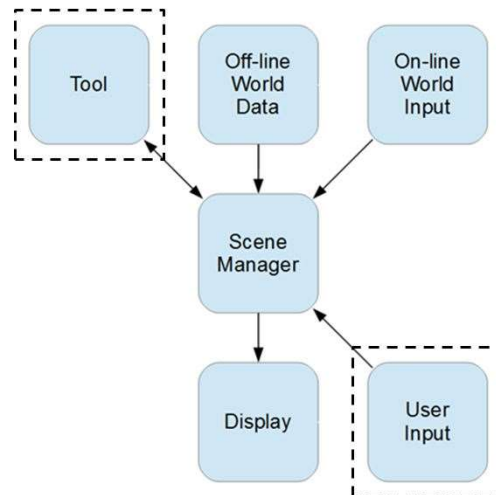 Tool
Off-line
World
Data
On-line
World
Input
Scene
Manager
Display
User
Input